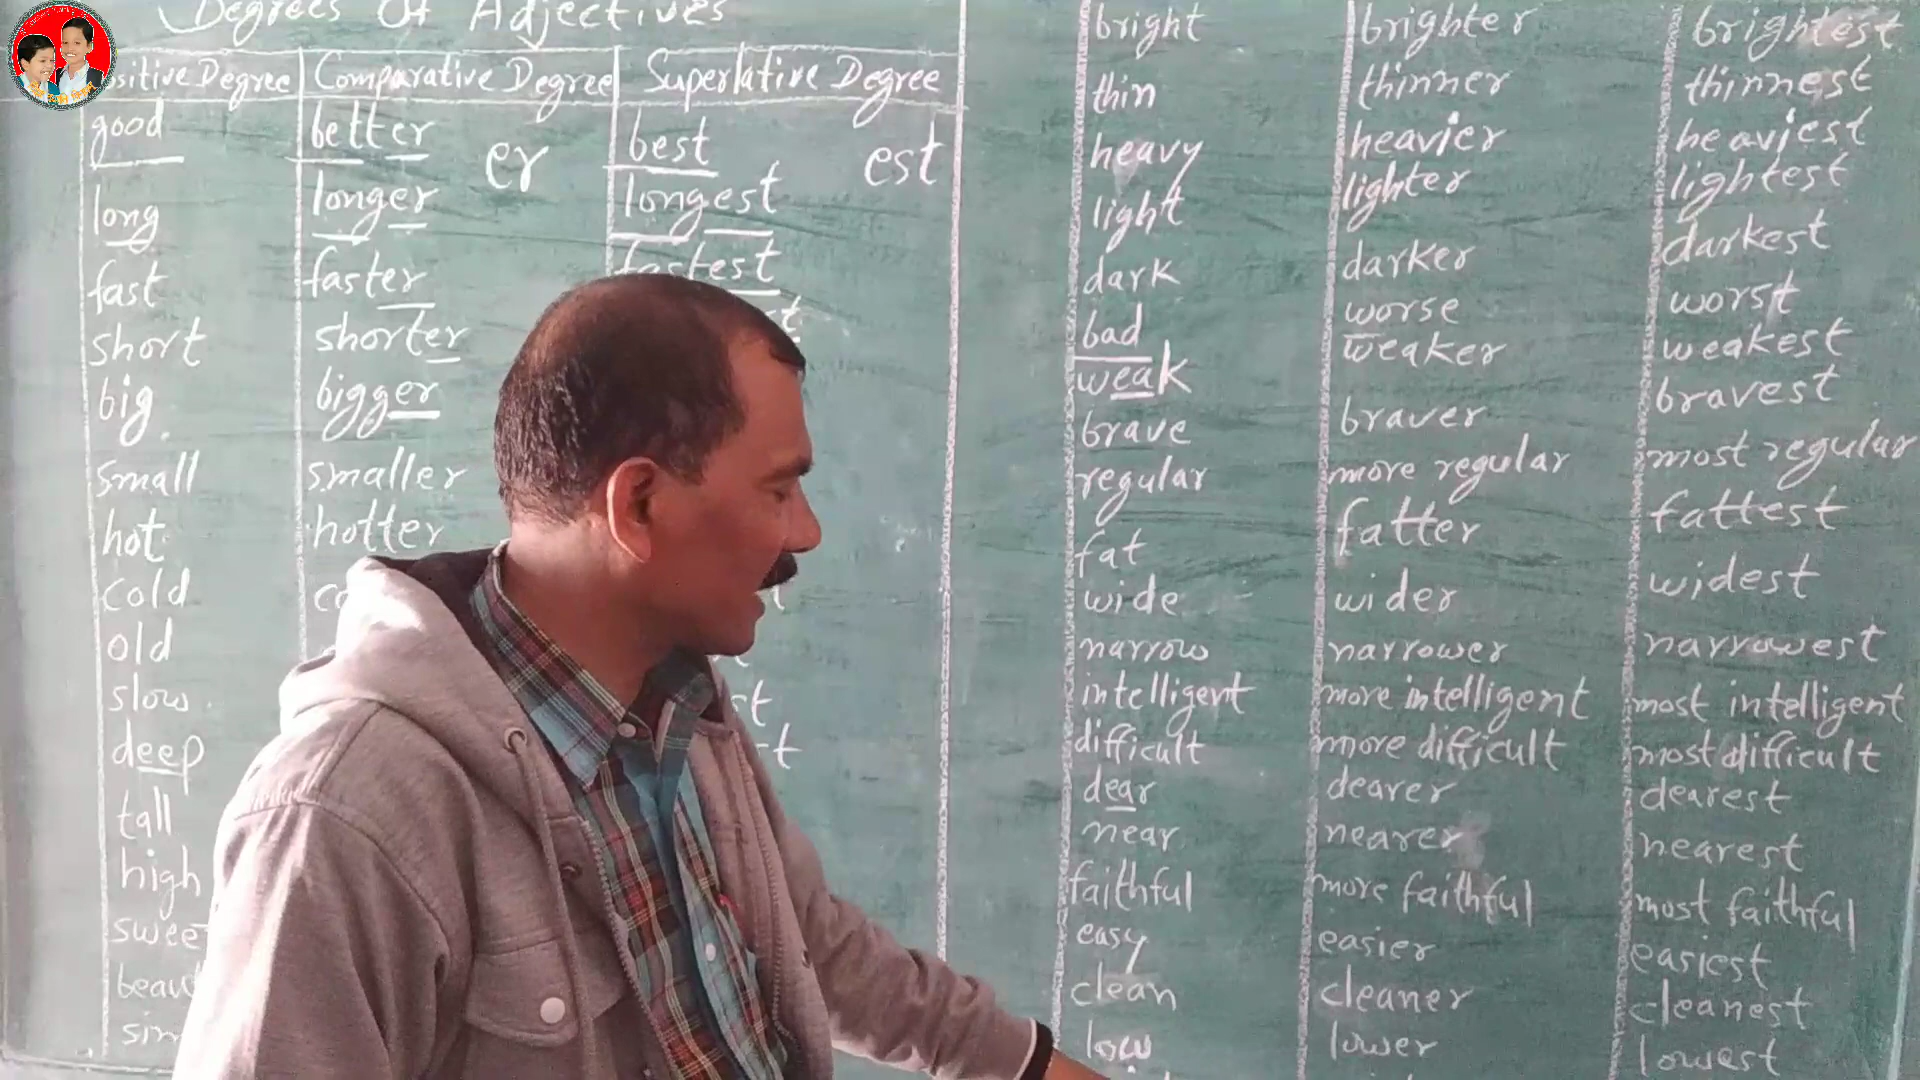 Degrees Of Adjectives
Positive Degree Comparative Degree Superlative Degree
good better er best est
long longer longest
fast faster fastest
short shorter
big bigger
small smaller
hot hotter
cold
old
slow
deep
tall
high
sweet
bright brighter brightest
thin thinner thinnest
heavy heavier heaviest
light lighter lightest
dark darker darkest
bad worse worst
weak weaker weakest
brave braver bravest
regular more regular most regular
fat fatter fattest
wide wider widest
narrow narrower narrowest
intelligent more intelligent most intelligent
difficult more difficult most difficult
dear dearer dearest
near nearer nearest
faithful more faithful most faithful
easy easier easiest
clean cleaner cleanest
low lower lowest